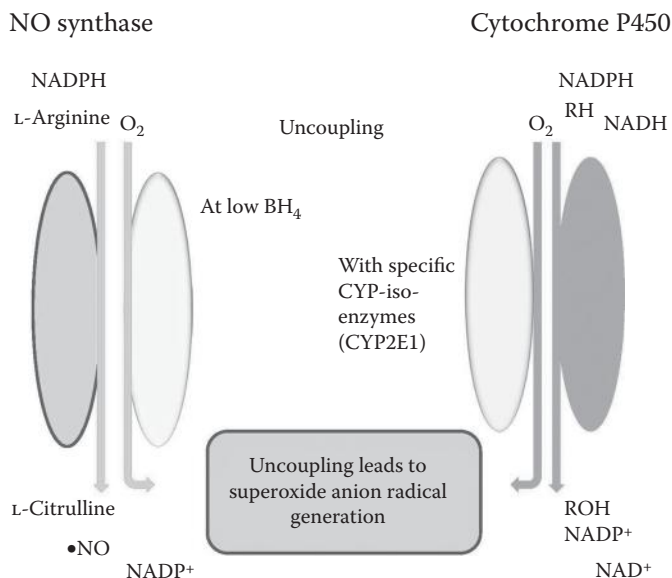 NO synthase
Cytochrome P450
NADPH
L-Arginine
O₂
Uncoupling
At low BH₄
NADPH
RH
O₂
NADH
With specific
CYP-iso-
enzymes
(CYP2E1)
Uncoupling leads to
superoxide anion radical
generation
L-Citrulline
•NO
NADP⁺
ROH
NADP⁺
NAD⁺